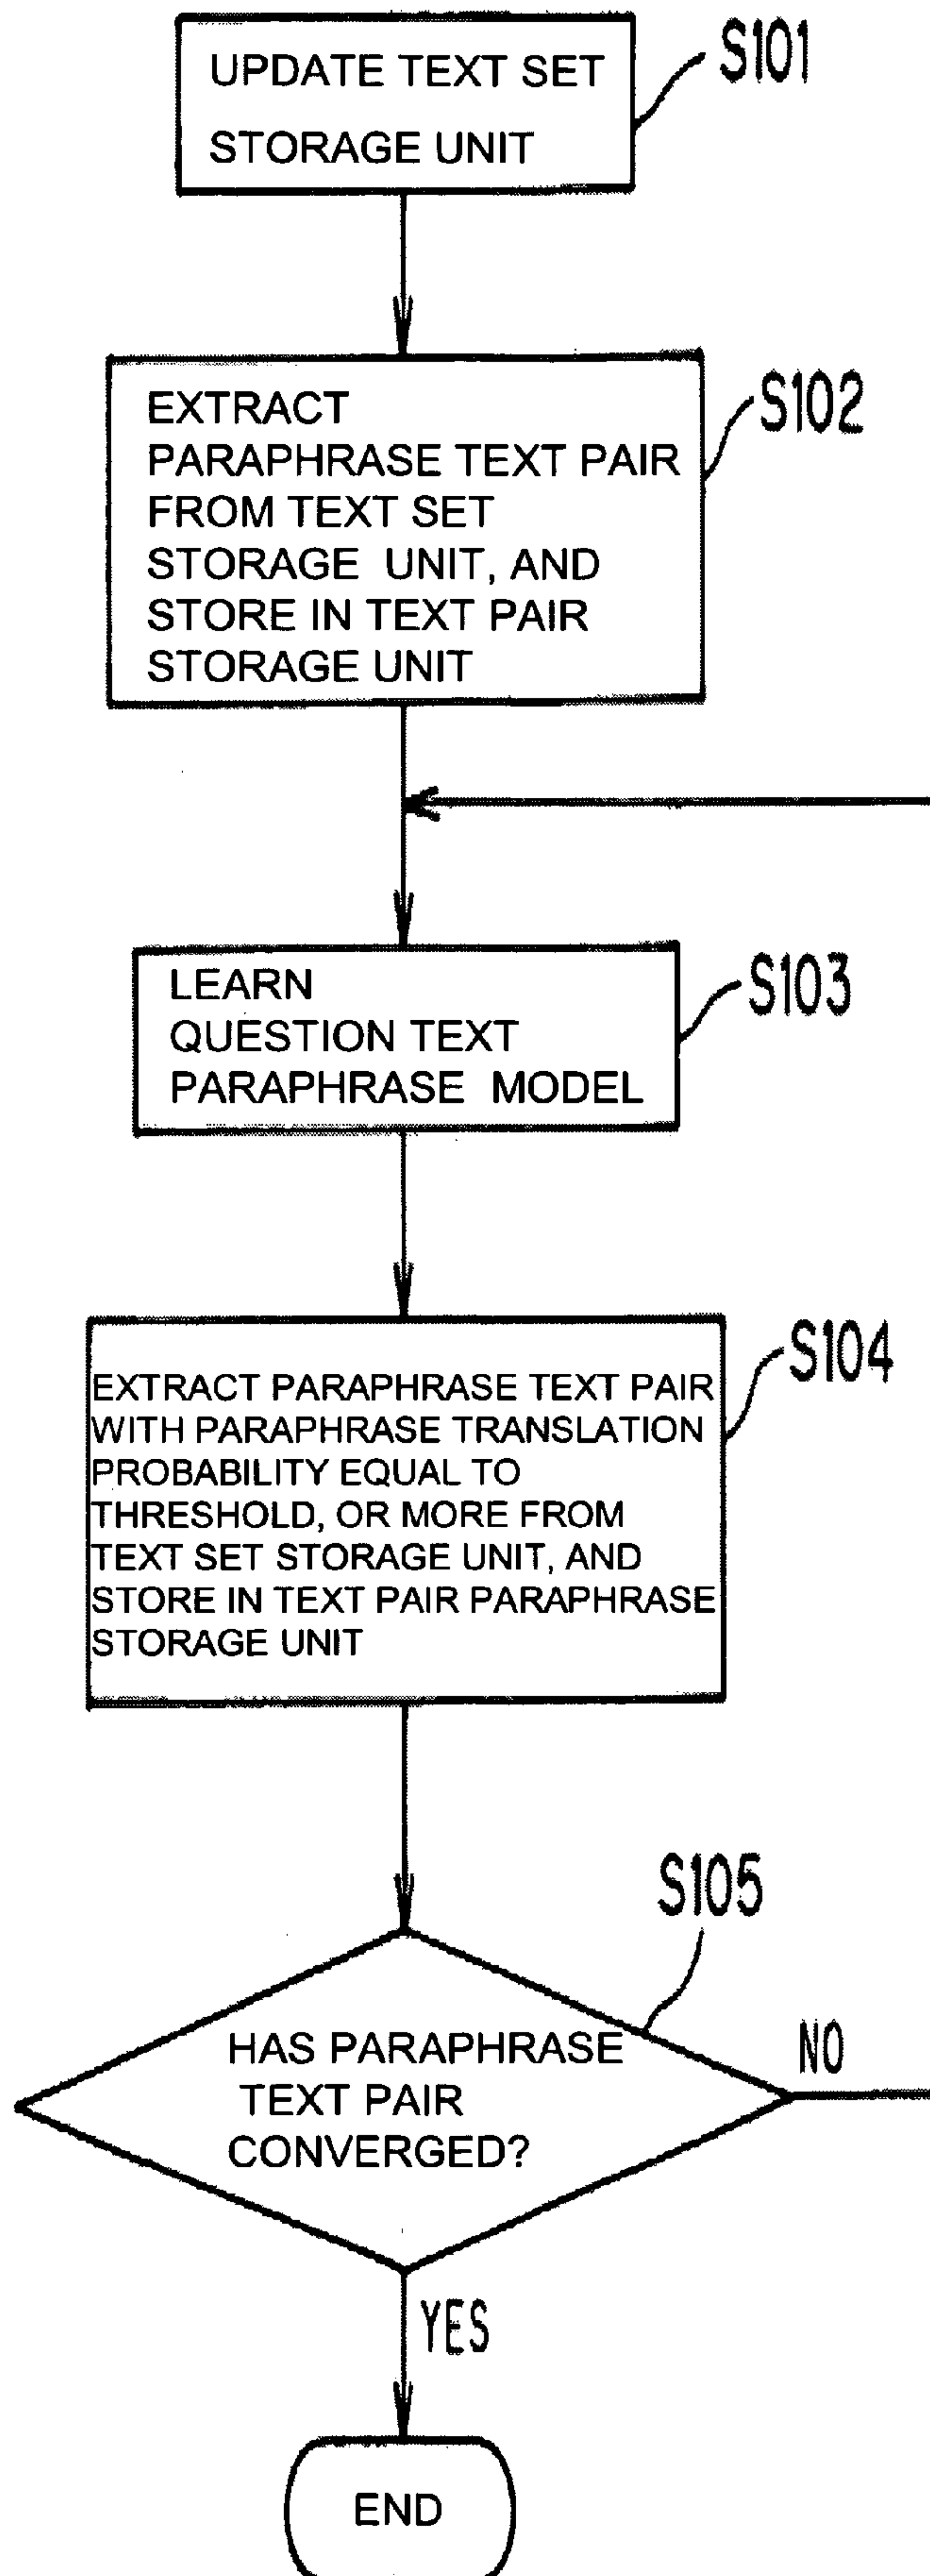 UPDATE TEXT SET
STORAGE UNIT
S101
EXTRACT
PARAPHRASE TEXT PAIR
FROM TEXT SET
STORAGE UNIT, AND
STORE IN TEXT PAIR
STORAGE UNIT
S102
LEARN
QUESTION TEXT
PARAPHRASE MODEL
S103
EXTRACT PARAPHRASE TEXT PAIR
WITH PARAPHRASE TRANSLATION
PROBABILITY EQUAL TO
THRESHOLD, OR MORE FROM
TEXT SET STORAGE UNIT, AND
STORE IN TEXT PAIR PARAPHRASE
STORAGE UNIT
S104
S105
HAS PARAPHRASE
TEXT PAIR
CONVERGED?
NO
YES
END